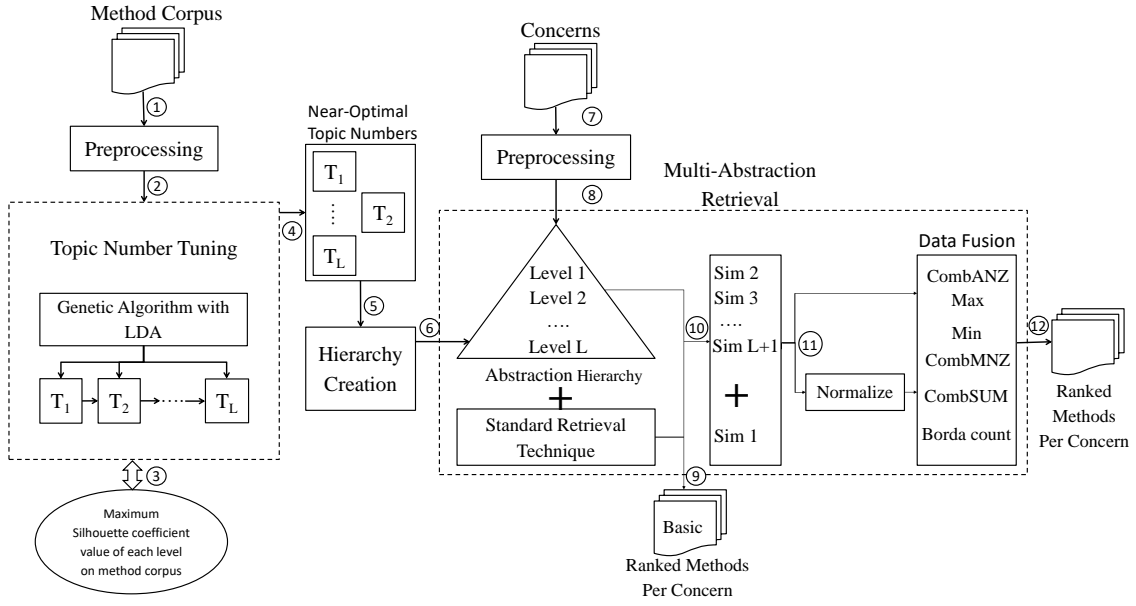 Method Corpus
①
Preprocessing
②
Topic Number Tuning
Genetic Algorithm with
LDA
T1
T2
.....
TL
③
Maximum
Silhouette coefficient
value of each level
on method corpus
④
Near-Optimal
Topic Numbers
T1
....
T2
TL
⑤
Hierarchy
Creation
⑥
Concerns
⑦
Preprocessing
⑧
Multi-Abstraction
Retrieval
Level 1
Level 2
....
Level L
Abstraction Hierarchy
+
Standard Retrieval
Technique
⑨
Basic
Ranked Methods
Per Concern
⑩
Sim 2
Sim 3
....
Sim L+1
+
Sim 1
⑪
Normalize
Data Fusion
CombANZ
Max
Min
CombMNZ
CombSUM
Borda count
⑫
Ranked
Methods
Per Concern